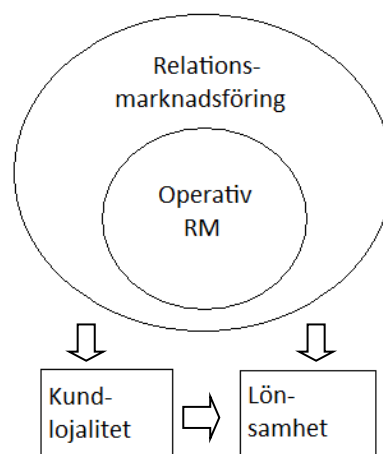 Relations-
marknadsföring
Operativ
RM
Kund-
lojalitet
Lön-
samhet